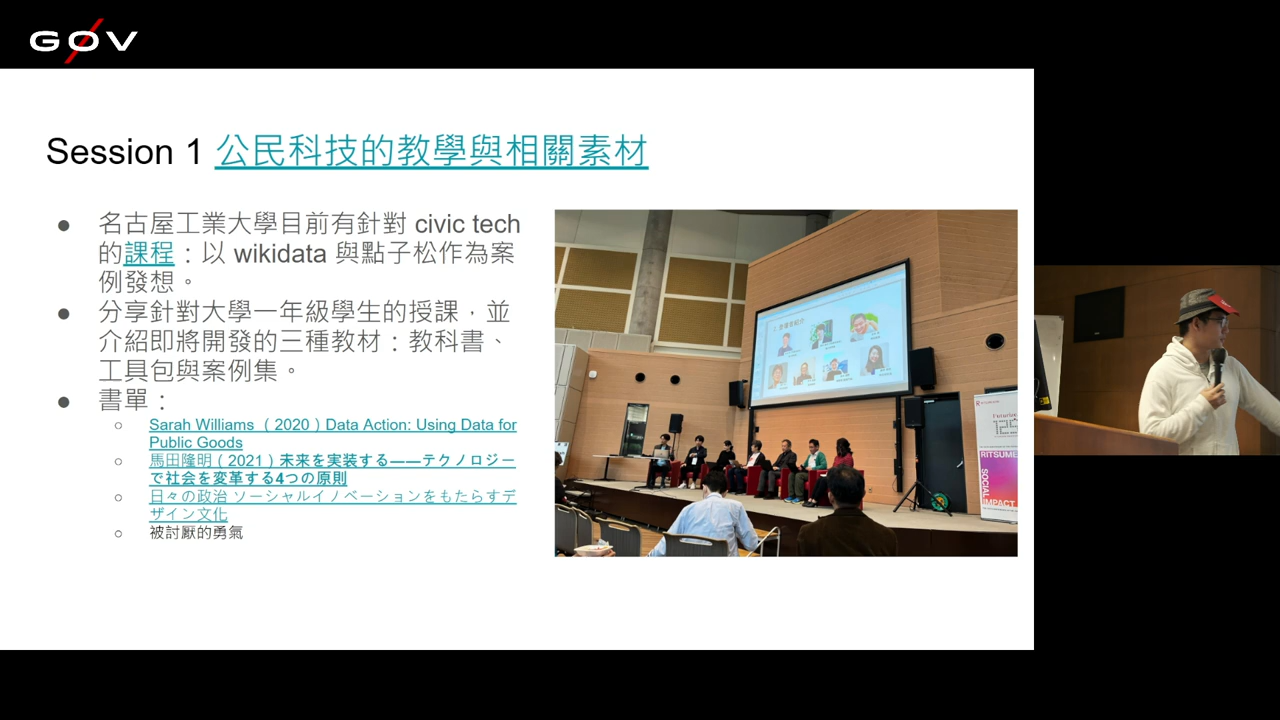 GØV
Session 1 公民科技的教學與相關素材
名古屋工業大學目前有針對 civic tech
的課程：以 wikidata 與點子松作為案
例發想。
分享針對大學一年級學生的授課，並
介紹即將開發的三種教材：教科書、
工具包與案例集。
書單：
Sarah Williams （2020）Data Action: Using Data for
Public Goods
馬田隆明（2021）未来を実装する——テクノロジー
で社会を変革する4つの原則
日々の政治 ソーシャルイノベーションをもたらすデ
ザイン文化
被討厭的勇氣
RITSUME
SOCIAL
IMPACT